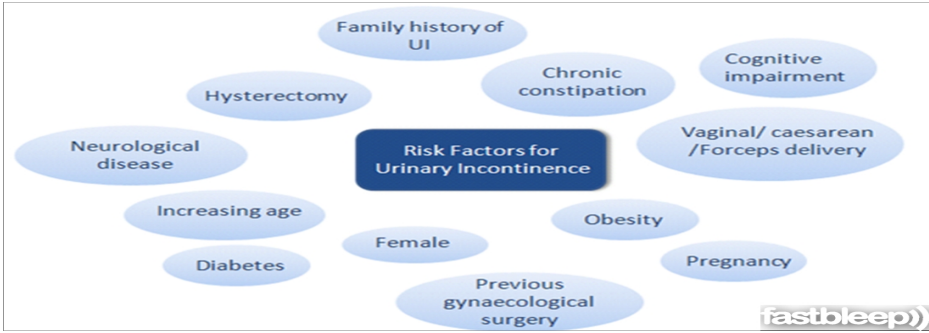 Family history of
UI
Chronic
constipation
Cognitive
impairment
Hysterectomy
Neurological
disease
Risk Factors for
Urinary Incontinence
Vaginal/ caesarean
/Forceps delivery
Increasing age
Obesity
Female
Diabetes
Pregnancy
Previous
gynaecological
surgery
fastbleep))